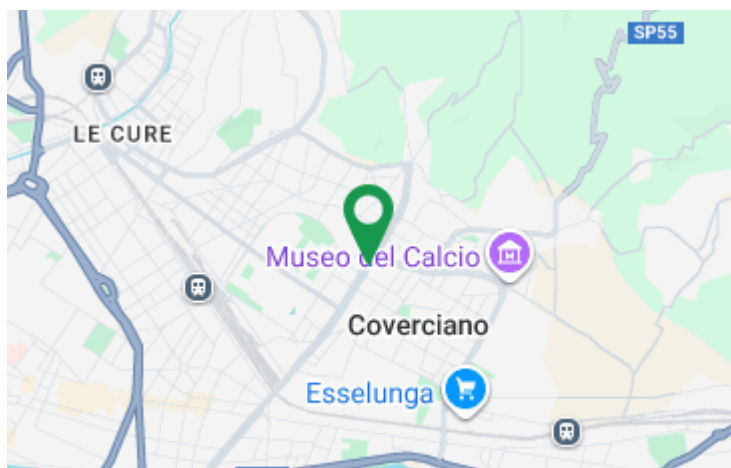 SP55
LE CURE
Museo del Calcio
Coverciano
Esselunga